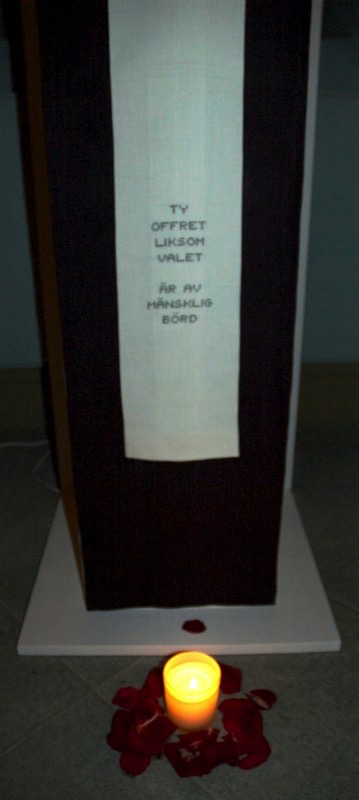 TY
OFFRET
LIKSOM
VALET
ÄR AV
MÄNSKLIG
BÖRD